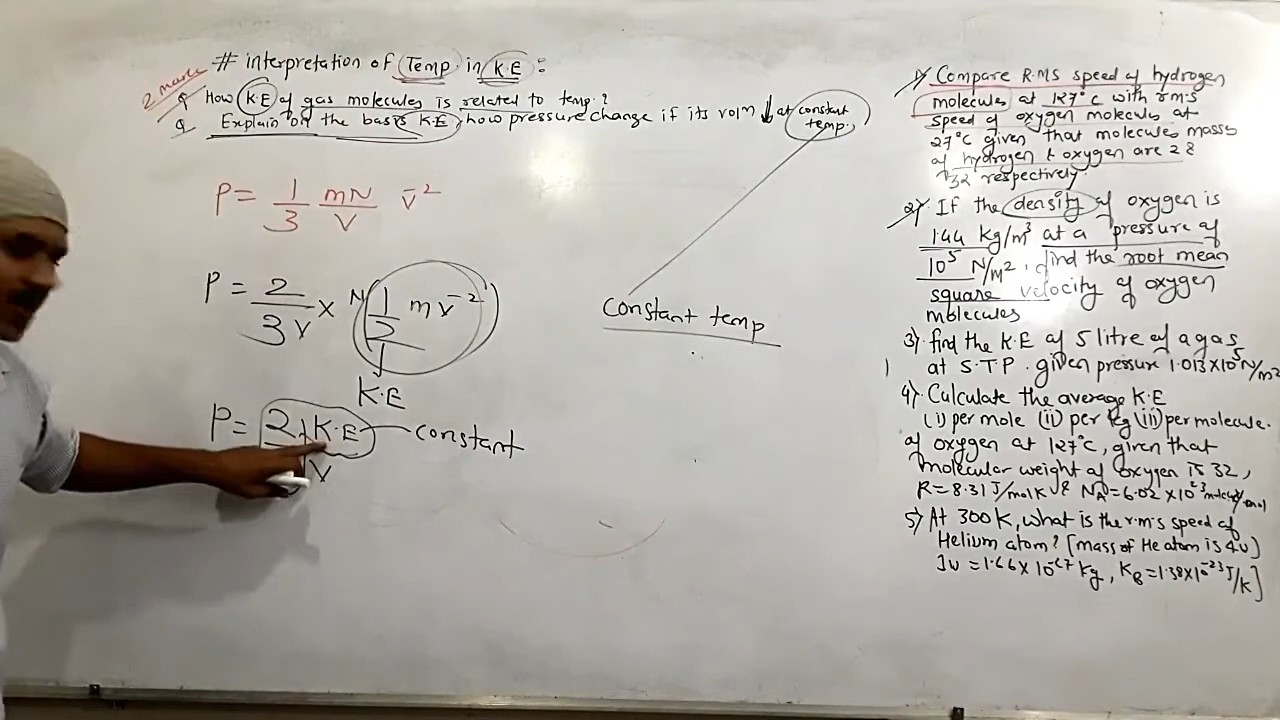 # interpretation of Temp. in K.E :
2 marks
Q How K.E of gas molecules is related to temp.?
Q Explain on the basis K.E, how pressure change if its volm ↓ at constant temp.
P = 1/3 mN/V v̄²
P = 2/3V × N (1/2 m v̄²)
K.E
P = 2 K.E constant
V
Constant temp
1) Compare R.M.S speed of hydrogen
molecules at 127°C with r.m.s
speed of oxygen molecules at
27°C given that molecules masses
of hydrogen & oxygen are 2 &
32 respectively.
2) If the density of oxygen is
1.44 kg/m³ at a pressure of
10⁵ N/m², find the root mean
square velocity of oxygen
molecules
3) find the K.E of 5 litre of a gas
at S.T.P. given pressure 1.013×10⁵ N/m²
4) Calculate the average K.E
(i) per mole (ii) per kg (iii) per molecule.
of oxygen at 127°C, given that
molecular weight of oxygen is 32,
R = 8.31 J/mol K & NA = 6.02 × 10²³
5) At 300 K, what is the r.m.s speed of
Helium atom? [mass of He atom is 4u]
1u = 1.66 × 10⁻²⁷ kg, KB = 1.38×10⁻²³ J/K]